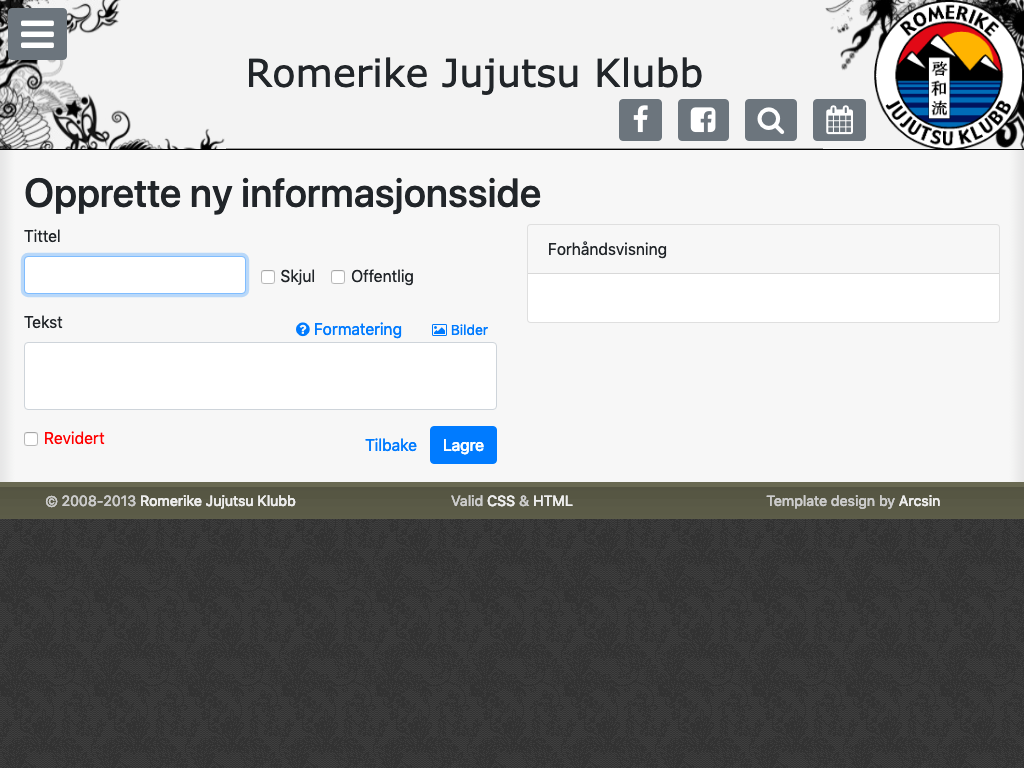 Romerike Jujutsu Klubb
ROMERIKE
啓和流
JUJUTSU KLUBB
Opprette ny informasjonsside
Tittel
Skjul Offentlig
Forhåndsvisning
Tekst
Formatering Bilder
Revidert
Tilbake Lagre
© 2008-2013 Romerike Jujutsu Klubb
Valid CSS & HTML
Template design by Arcsin